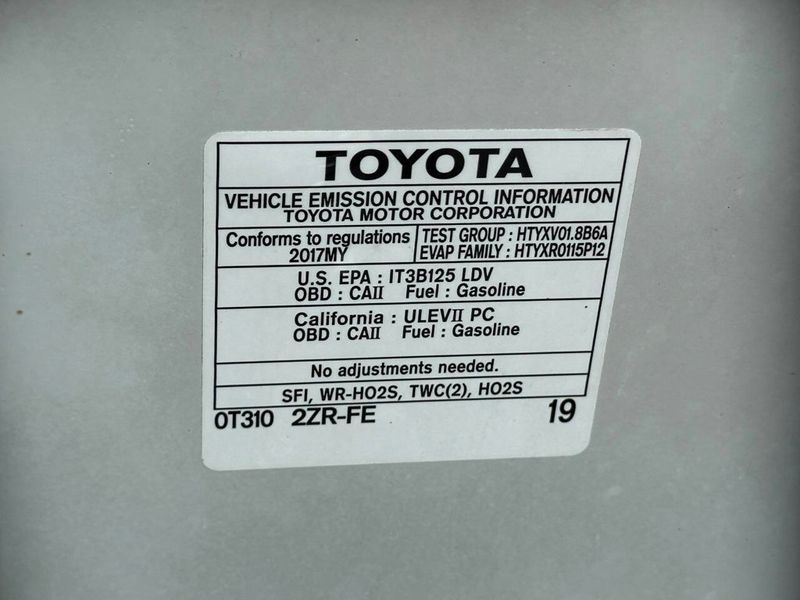 TOYOTA
VEHICLE EMISSION CONTROL INFORMATION
TOYOTA MOTOR CORPORATION
Conforms to regulations
2017MY
TEST GROUP : HTYXV01.8B6A
EVAP FAMILY : HTYXR0115P12
U.S. EPA : IT3B125 LDV
OBD : CAII Fuel : Gasoline
California : ULEVII PC
OBD : CAII Fuel : Gasoline
No adjustments needed.
SFI, WR-HO2S, TWC(2), HO2S
0T310 2ZR-FE 19